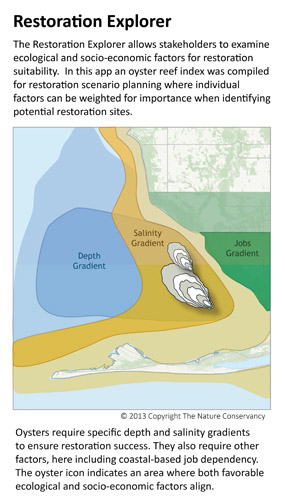 Restoration Explorer
The Restoration Explorer allows stakeholders to examine
ecological and socio-economic factors for restoration
suitability.  In this app an oyster reef index was compiled
for restoration scenario planning where individual
factors can be weighted for importance when identifying
potential restoration sites.
Salinity
Gradient
Jobs
Gradient
Depth
Gradient
© 2013 Copyright The Nature Conservancy
Oysters require specific depth and salinity gradients
to ensure restoration success. They also require other
factors, here including coastal-based job dependency.
The oyster icon indicates an area where both favorable
ecological and socio-economic factors align.